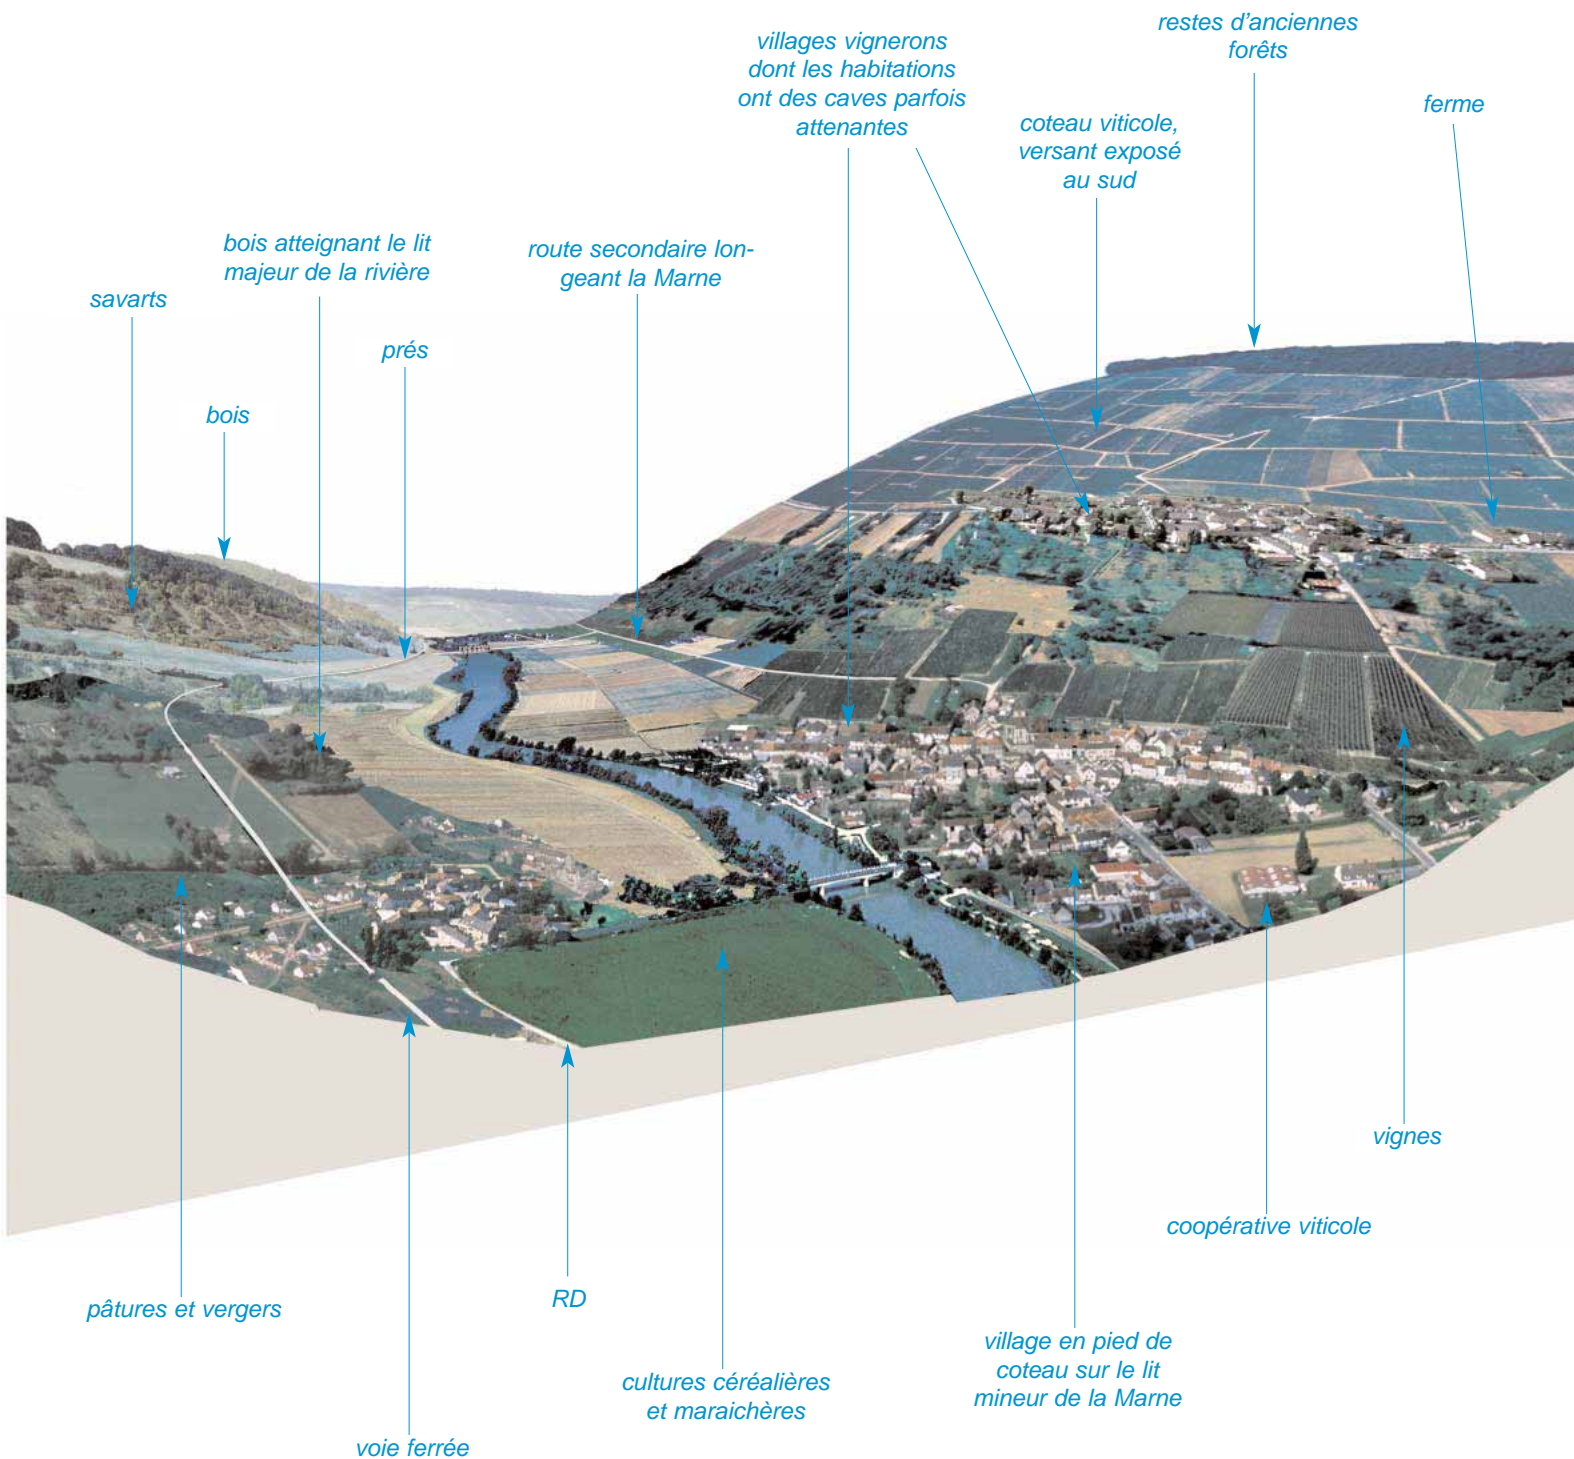 restes d'anciennes
forêts
villages vignerons
dont les habitations
ont des caves parfois
attenantes
ferme
coteau viticole,
versant exposé
au sud
bois atteignant le lit
majeur de la rivière
route secondaire lon-
geant la Marne
savarts
prés
bois
vignes
coopérative viticole
pâtures et vergers
RD
village en pied de
coteau sur le lit
mineur de la Marne
cultures céréalières
et maraichères
voie ferrée